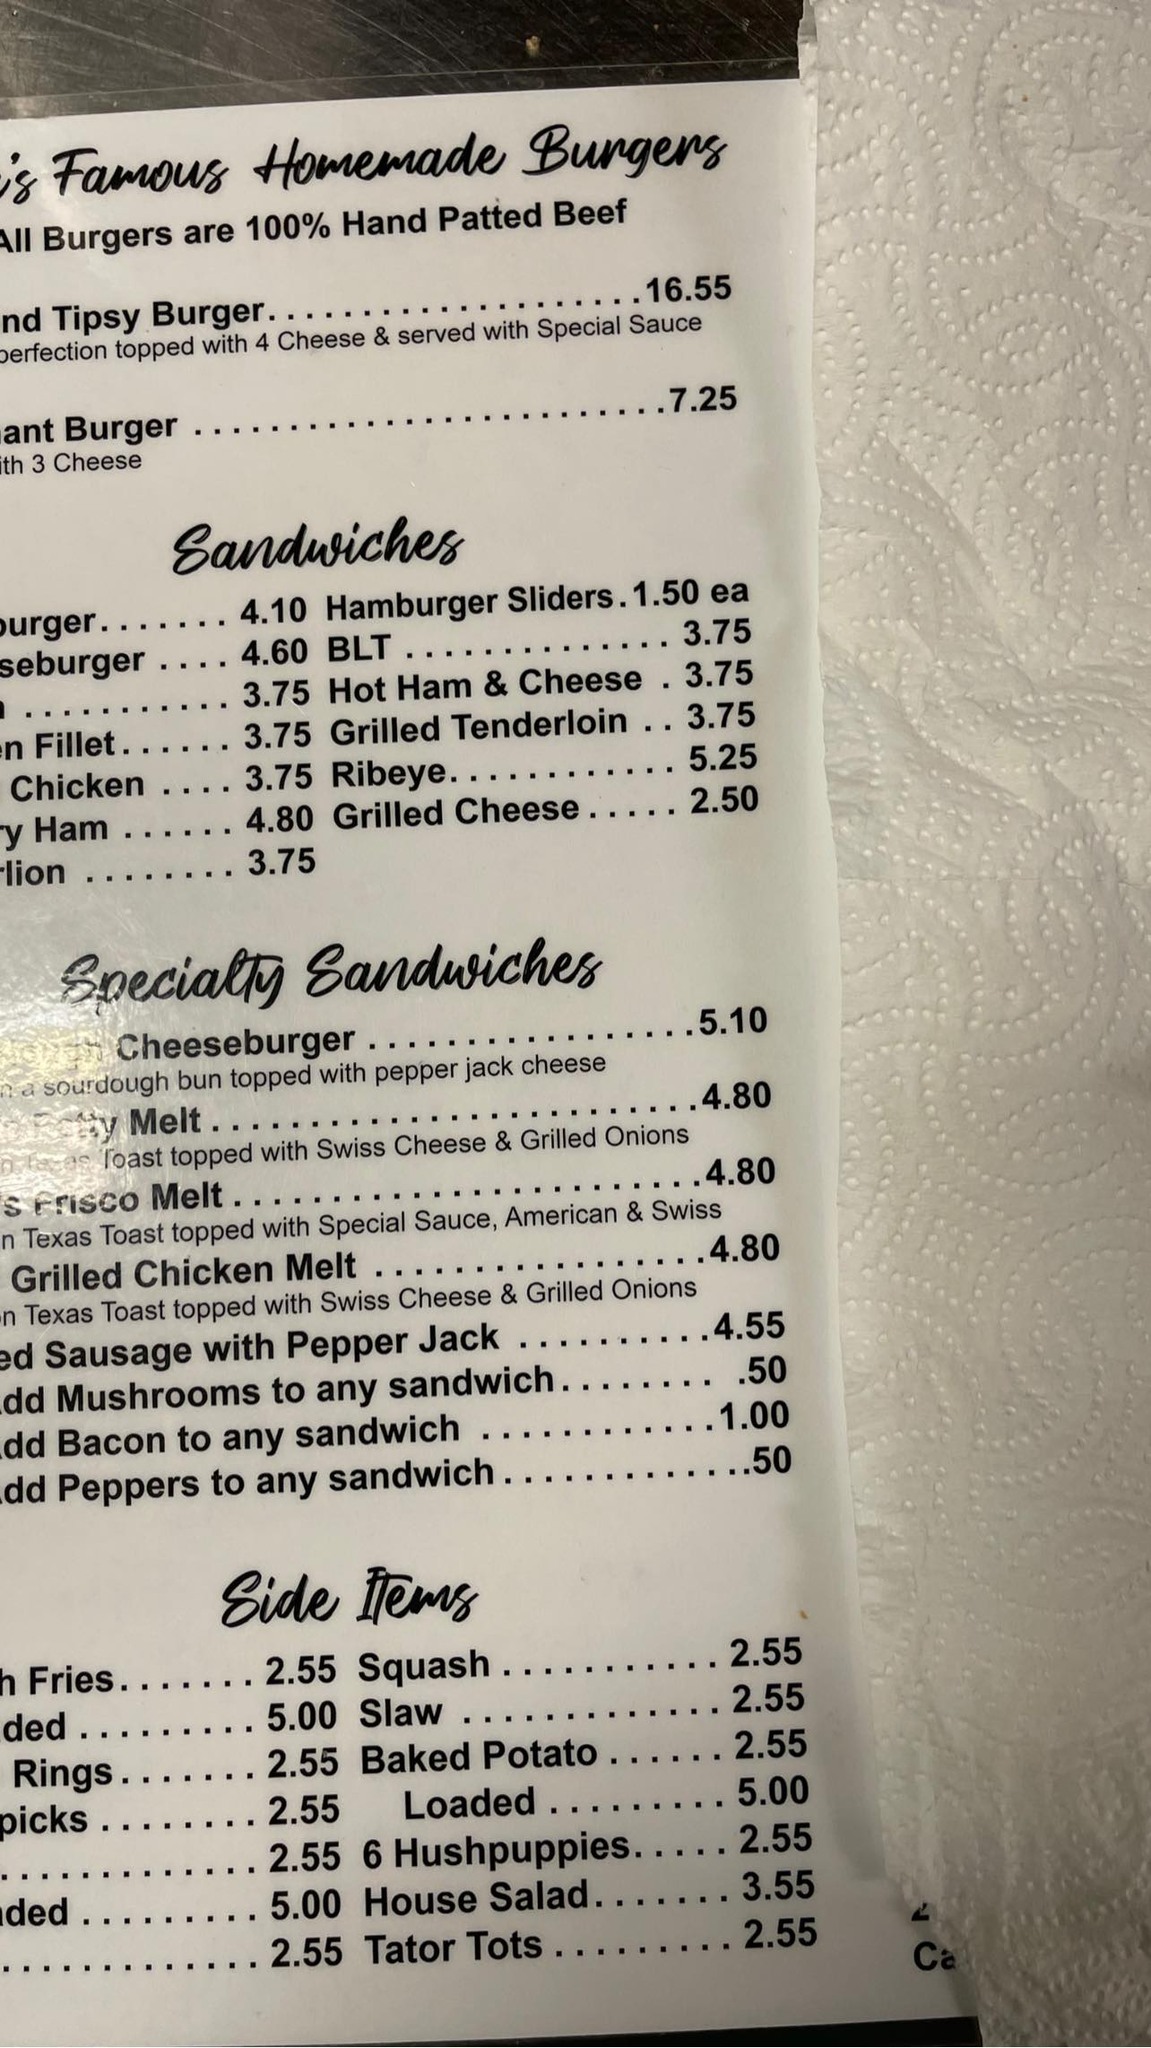 's Famous Homemade Burgers
All Burgers are 100% Hand Patted Beef
nd Tipsy Burger....................16.55
perfection topped with 4 Cheese & served with Special Sauce
ant Burger ....................7.25
ith 3 Cheese
Sandwiches
burger....... 4.10 Hamburger Sliders.1.50 ea
seburger .... 4.60 BLT ............. 3.75
........... 3.75 Hot Ham & Cheese . 3.75
en Fillet...... 3.75 Grilled Tenderloin .. 3.75
Chicken .... 3.75 Ribeye............ 5.25
ry Ham ...... 4.80 Grilled Cheese ..... 2.50
rlion ........ 3.75
Specialty Sandwiches
Cheeseburger .................5.10
n a sourdough bun topped with pepper jack cheese
Patty Melt .........................4.80
Toast topped with Swiss Cheese & Grilled Onions
's Frisco Melt ........................4.80
n Texas Toast topped with Special Sauce, American & Swiss
Grilled Chicken Melt .................4.80
on Texas Toast topped with Swiss Cheese & Grilled Onions
ed Sausage with Pepper Jack ..........4.55
dd Mushrooms to any sandwich........ .50
dd Bacon to any sandwich ............1.00
dd Peppers to any sandwich.............50
Side Items
h Fries....... 2.55 Squash ........... 2.55
ded ......... 5.00 Slaw ............. 2.55
Rings....... 2.55 Baked Potato ...... 2.55
picks ........ 2.55 Loaded ......... 5.00
............. 2.55 6 Hushpuppies..... 2.55
ded ......... 5.00 House Salad....... 3.55
............. 2.55 Tator Tots ......... 2.55
Ca